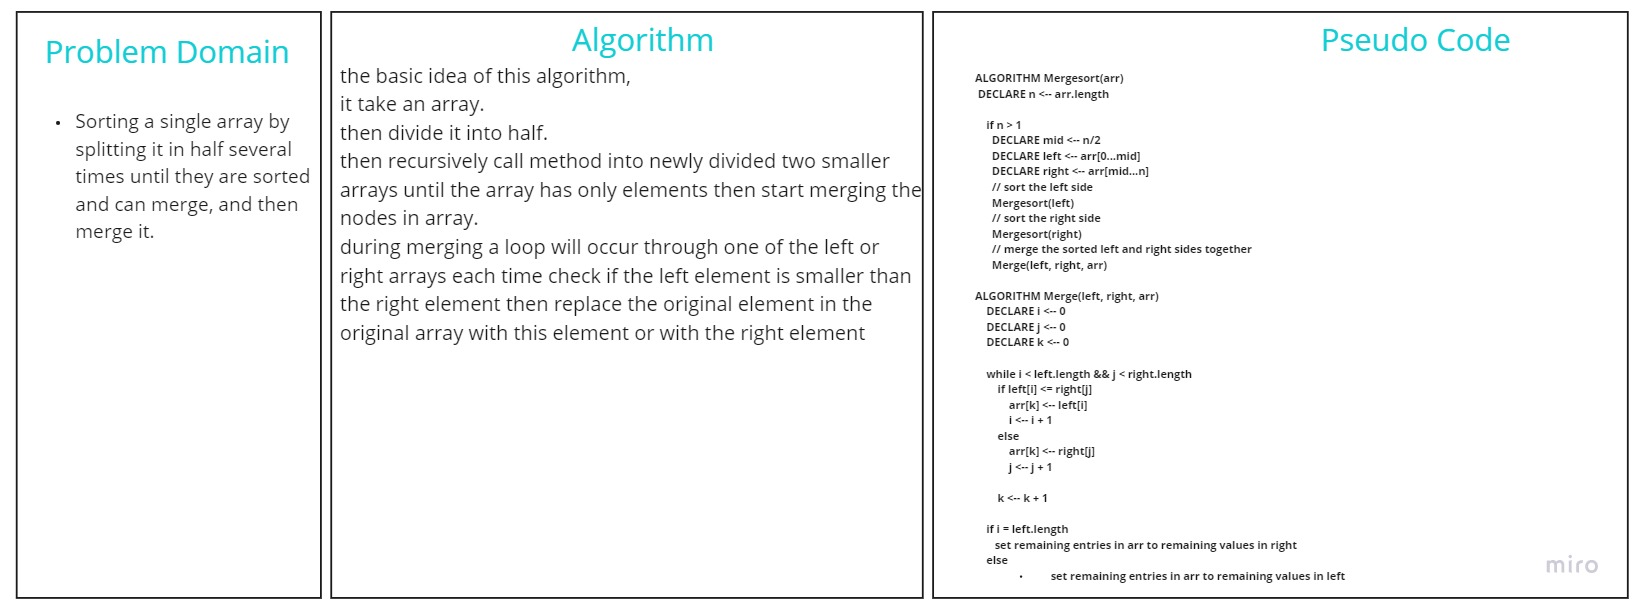 Problem Domain
• Sorting a single array by
splitting it in half several
times until they are sorted
and can merge, and then
merge it.
Algorithm
the basic idea of this algorithm,
it take an array.
then divide it into half.
then recursively call method into newly divided two smaller
arrays until the array has only elements then start merging the
nodes in array.
during merging a loop will occur through one of the left or
right arrays each time check if the left element is smaller than
the right element then replace the original element in the
original array with this element or with the right element
Pseudo Code
ALGORITHM Mergesort(arr)
DECLARE n <-- arr.length
if n > 1
DECLARE mid <-- n/2
DECLARE left <-- arr[0...mid]
DECLARE right <-- arr[mid...n]
// sort the left side
Mergesort(left)
// sort the right side
Mergesort(right)
// merge the sorted left and right sides together
Merge(left, right, arr)
ALGORITHM Merge(left, right, arr)
DECLARE i <-- 0
DECLARE j <-- 0
DECLARE k <-- 0
while i < left.length && j < right.length
if left[i] <= right[j]
arr[k] <-- left[i]
i <-- i + 1
else
arr[k] <-- right[j]
j <-- j + 1
k <-- k + 1
if i = left.length
set remaining entries in arr to remaining values in right
else
• set remaining entries in arr to remaining values in left
miro